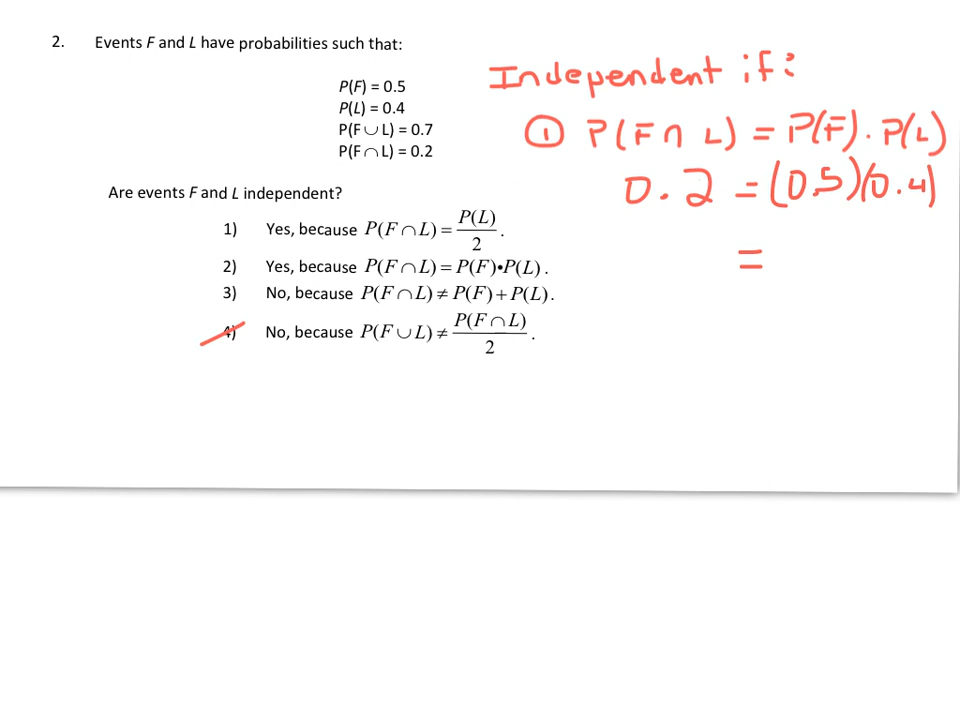 2. Events F and L have probabilities such that:
P(F) = 0.5
P(L) = 0.4
P(F∪L) = 0.7
P(F∩L) = 0.2
Independent if:
① P(F∩L) = P(F)·P(L)
0.2 = (0.5)(0.4)
=
Are events F and L independent?
1) Yes, because P(F∩L) = P(L)/2.
2) Yes, because P(F∩L) = P(F)•P(L).
3) No, because P(F∩L) ≠ P(F)+P(L).
4) No, because P(F∪L) ≠ P(F∩L)/2.